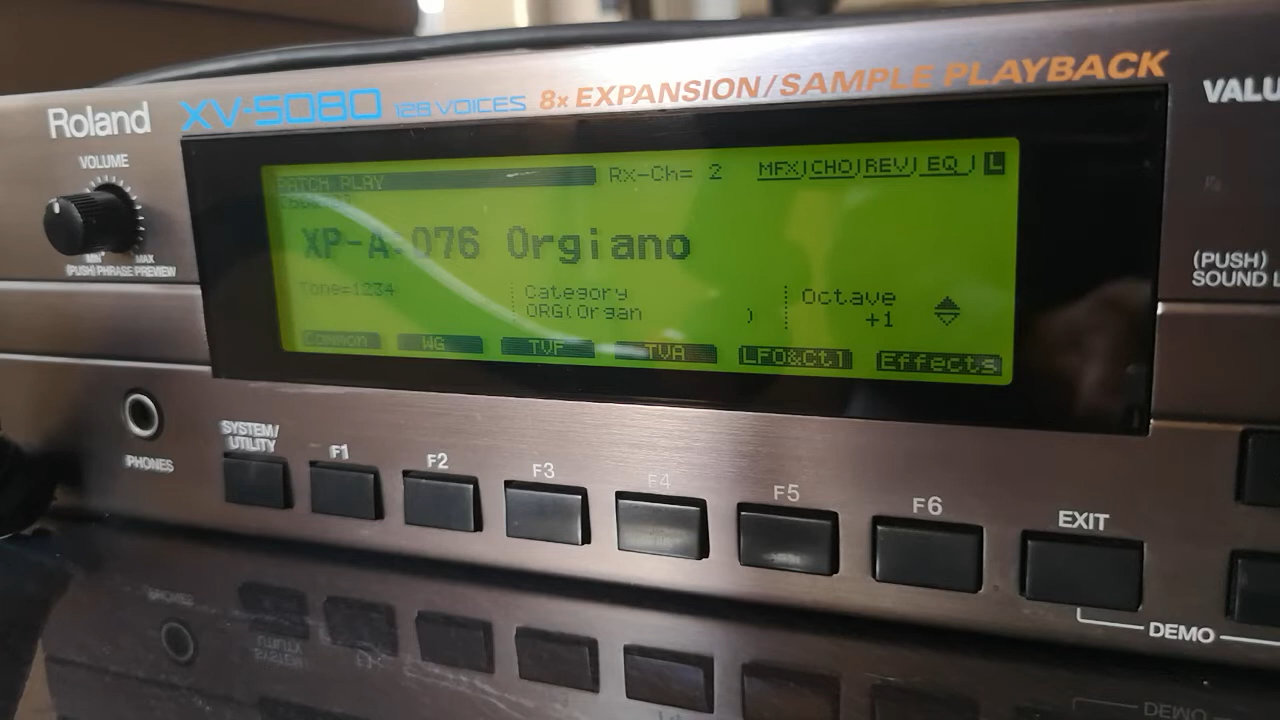 Roland XV-5080 128 VOICES 8x EXPANSION/SAMPLE PLAYBACK
VOLUME
MIN MAX
(PUSH) PHRASE PREVIEW
PATCH PLAY Rx-Ch= 2 MFX CHO REV EQ L
XP-A:076 Orgiano
Tone=1234 Category Octave
ORG(Organ ) +1
Common WG TVF TVA LFO&Ctl Effects
VALU
(PUSH)
SOUND L
PHONES
SYSTEM/
UTILITY
F1 F2 F3 F4 F5 F6 EXIT
DEMO